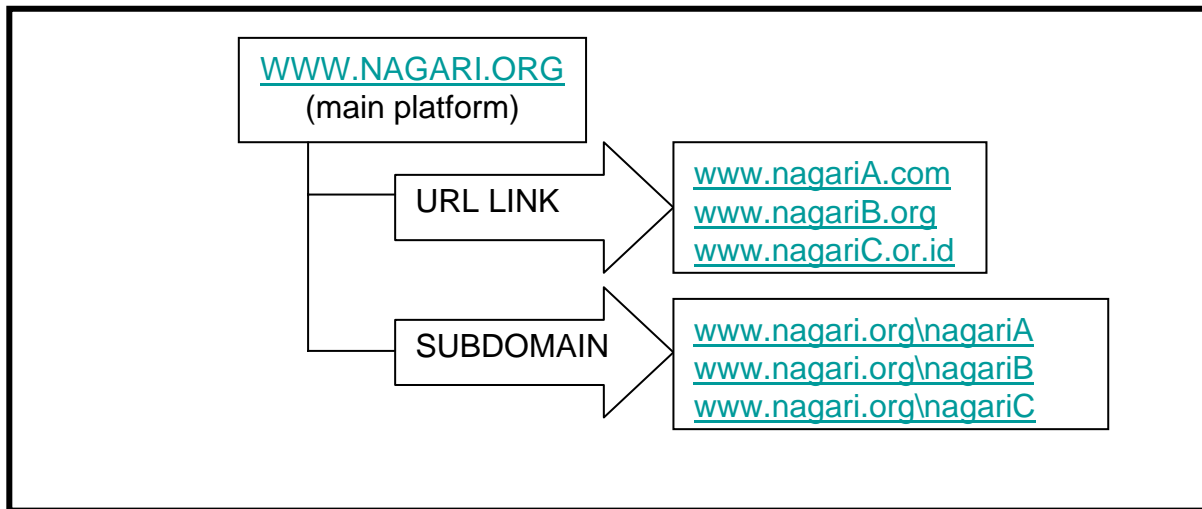 WWW.NAGARI.ORG
(main platform)
URL LINK
www.nagariA.com
www.nagariB.org
www.nagariC.or.id
SUBDOMAIN
www.nagari.org\nagariA
www.nagari.org\nagariB
www.nagari.org\nagariC